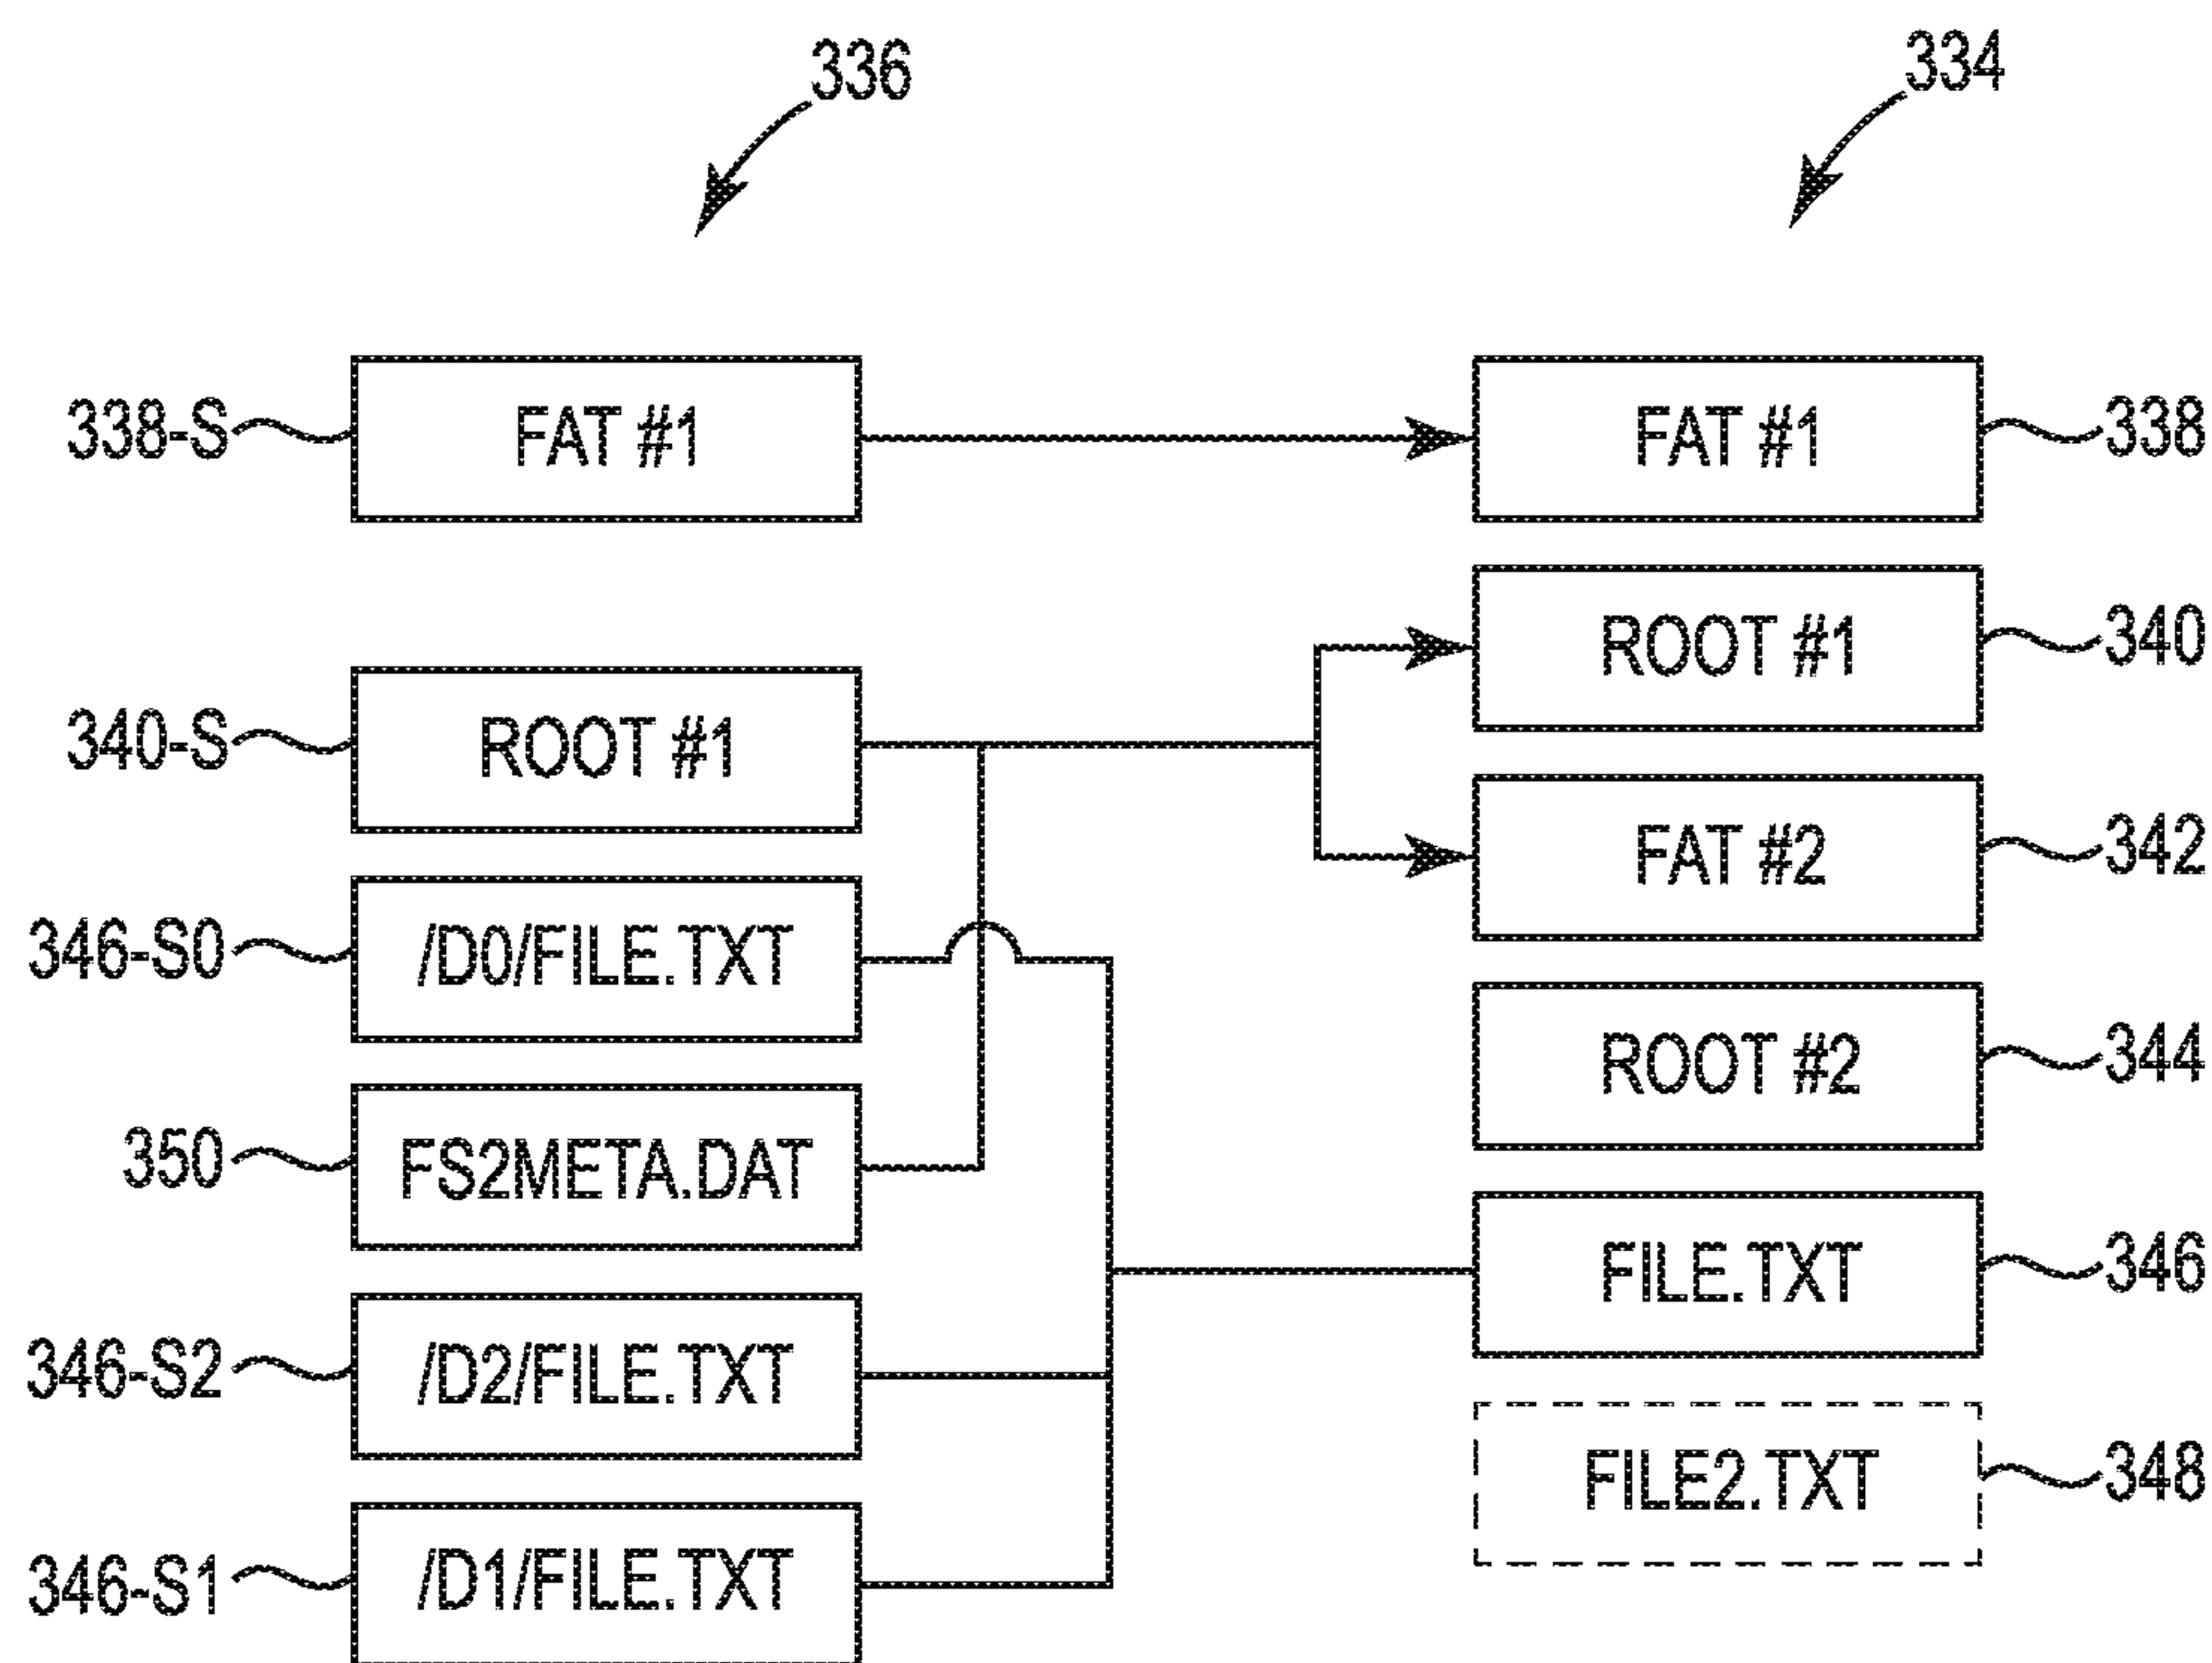 336
334
338-S
FAT #1
FAT #1
338
ROOT #1
340
340-S
ROOT #1
FAT #2
342
346-S0
/D0/FILE.TXT
ROOT #2
344
350
FS2META.DAT
FILE.TXT
346
346-S2
/D2/FILE.TXT
FILE2.TXT
348
346-S1
/D1/FILE.TXT